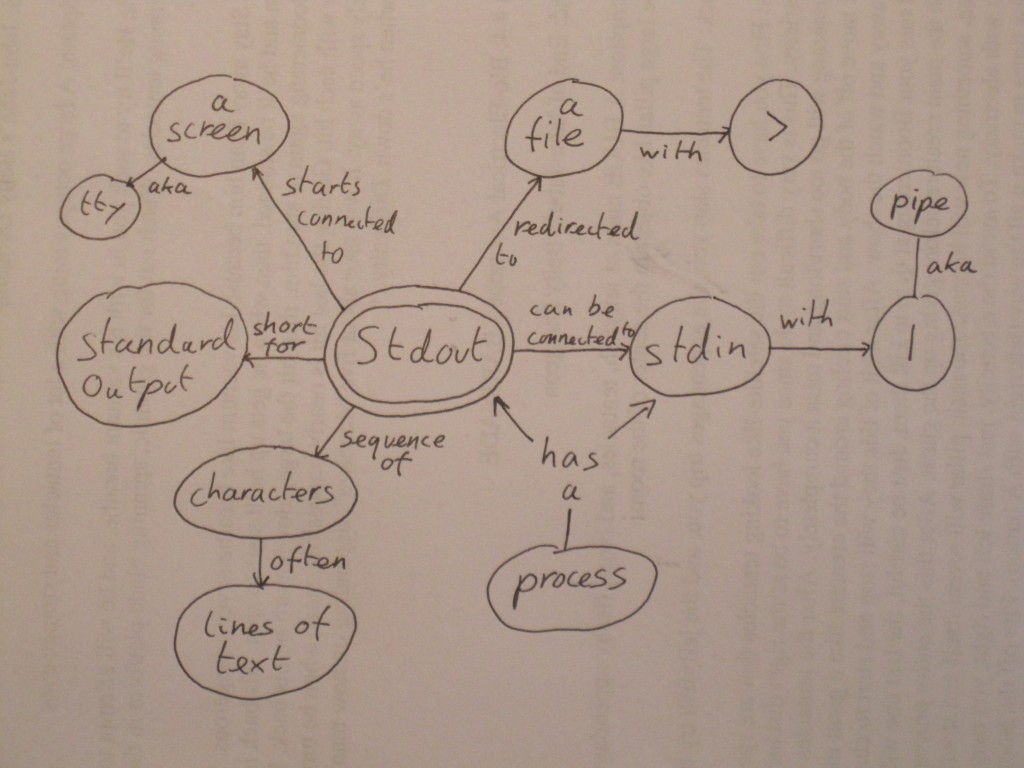 a
screen
aka
tty
starts
connected
to
a
file
with
>
redirected
to
pipe
aka
|
Standard
Output
short
for
Stdout
can be
connected to
stdin
with
sequence
of
characters
often
lines of
text
has
a
process